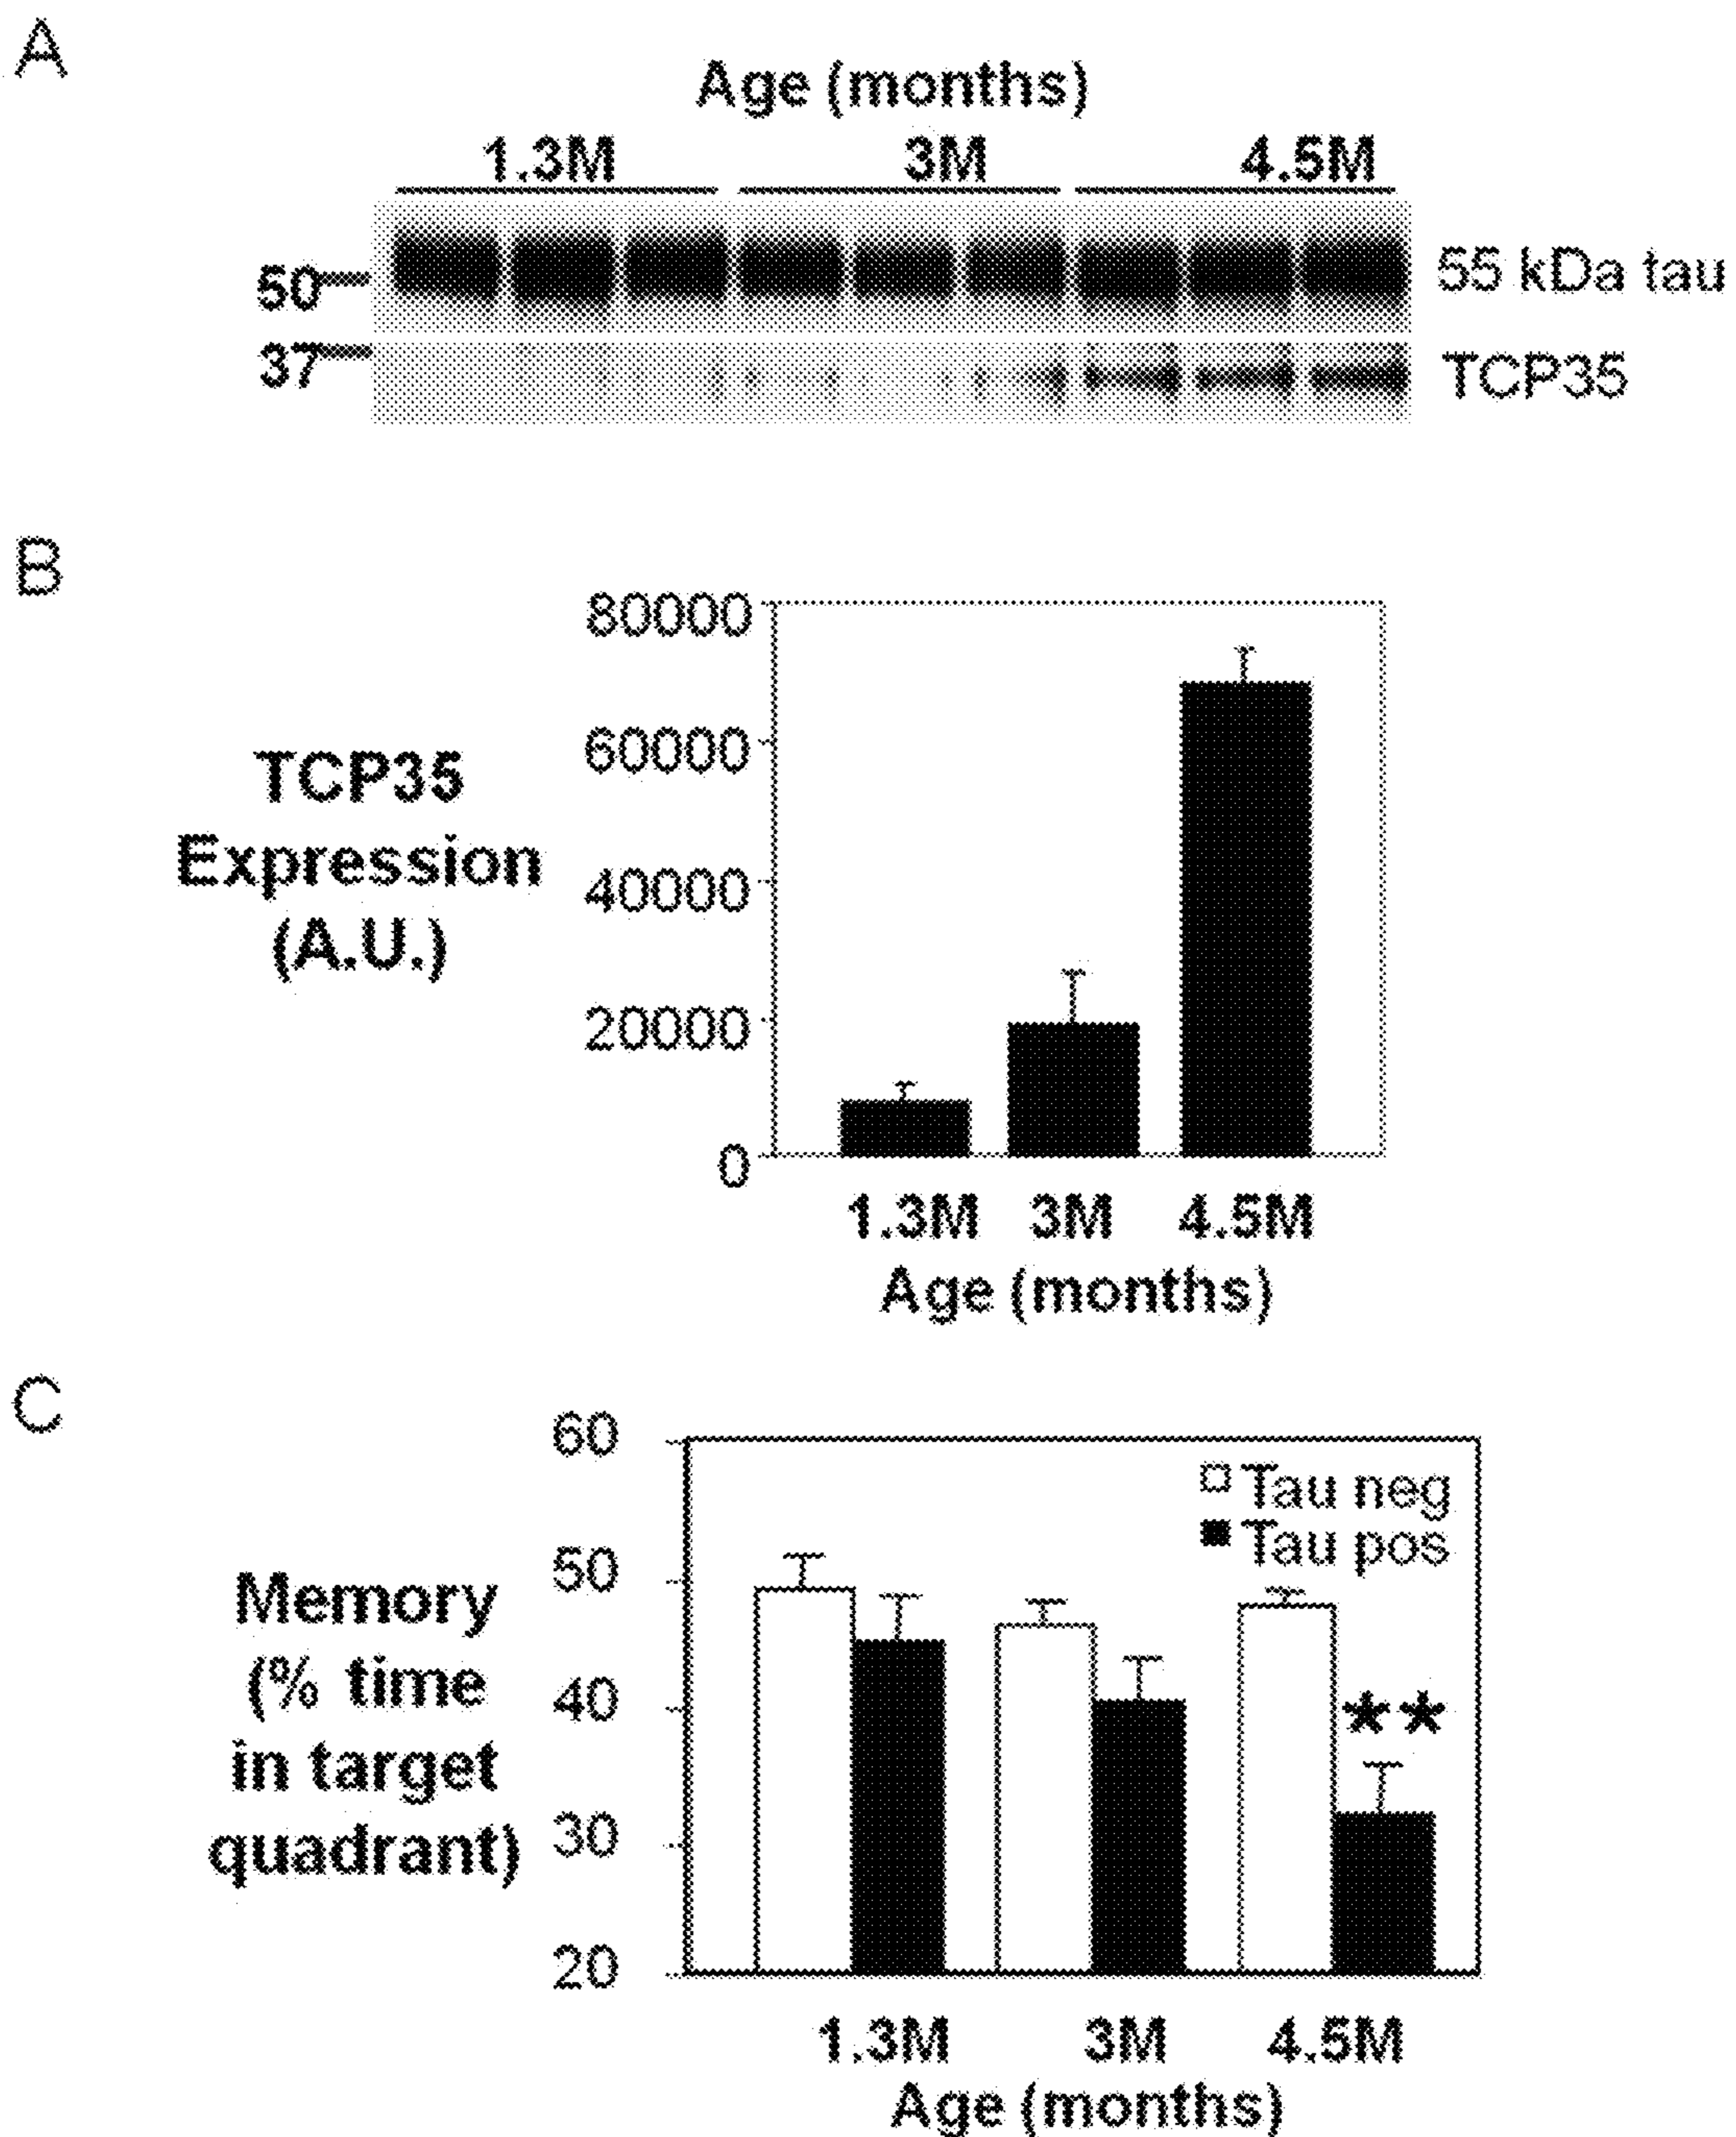 A
Age (months)
1.3M 3M 4.5M
50 55 kDa tau
37 TCP35
B
80000
60000
40000
20000
0
TCP35
Expression
(A.U.)
1.3M 3M 4.5M
Age (months)
C
60
50
40
30
20
Memory
(% time
in target
quadrant)
Tau neg
Tau pos
**
1.3M 3M 4.5M
Age (months)